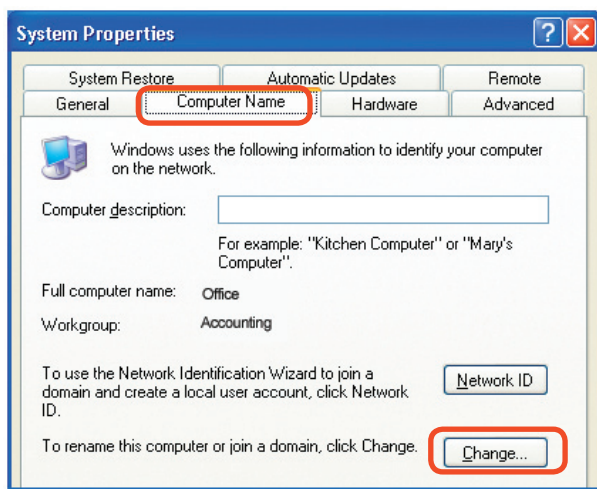 System Properties
System Restore Automatic Updates Remote
General Computer Name Hardware Advanced
Windows uses the following information to identify your computer
on the network.
Computer description:
For example: "Kitchen Computer" or "Mary's
Computer".
Full computer name: Office
Workgroup: Accounting
To use the Network Identification Wizard to join a
domain and create a local user account, click Network
ID.
Network ID
To rename this computer or join a domain, click Change.
Change...